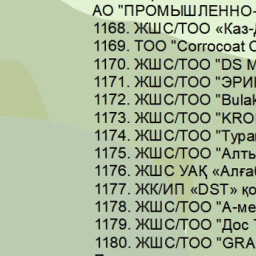 АО "ПРОМЫШЛЕННО-
1168. ЖШС/ТОО «Каз-
1169. ТОО "Corrocoat
1170. ЖШС/ТОО "DS
1171. ЖШС/ТОО "ЭРИ
1172. ЖШС/ТОО "Bulak
1173. ЖШС/ТОО "KRO
1174. ЖШС/ТОО "Тура
1175. ЖШС/ТОО "Алты
1176. ЖШС УАҚ «Алға
1177. ЖК/ИП «DST» қо
1178. ЖШС/ТОО "А-ме
1179. ЖШС/ТОО "Дос
1180. ЖШС/ТОО "GRA